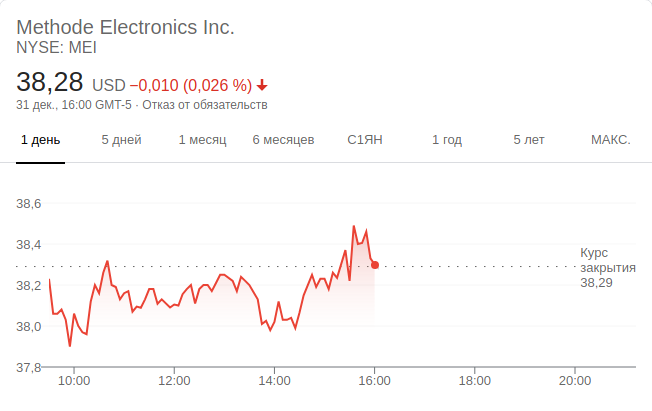 Methode Electronics Inc.
NYSE: MEI
38,28 USD −0,010 (0,026 %)
31 дек., 16:00 GMT-5 · Отказ от обязательств
1 день 5 дней 1 месяц 6 месяцев С1ЯН 1 год 5 лет МАКС.
38,6
38,4
Курс
закрытия
38,29
38,2
38,0
37,8
10:00 12:00 14:00 16:00 18:00 20:00